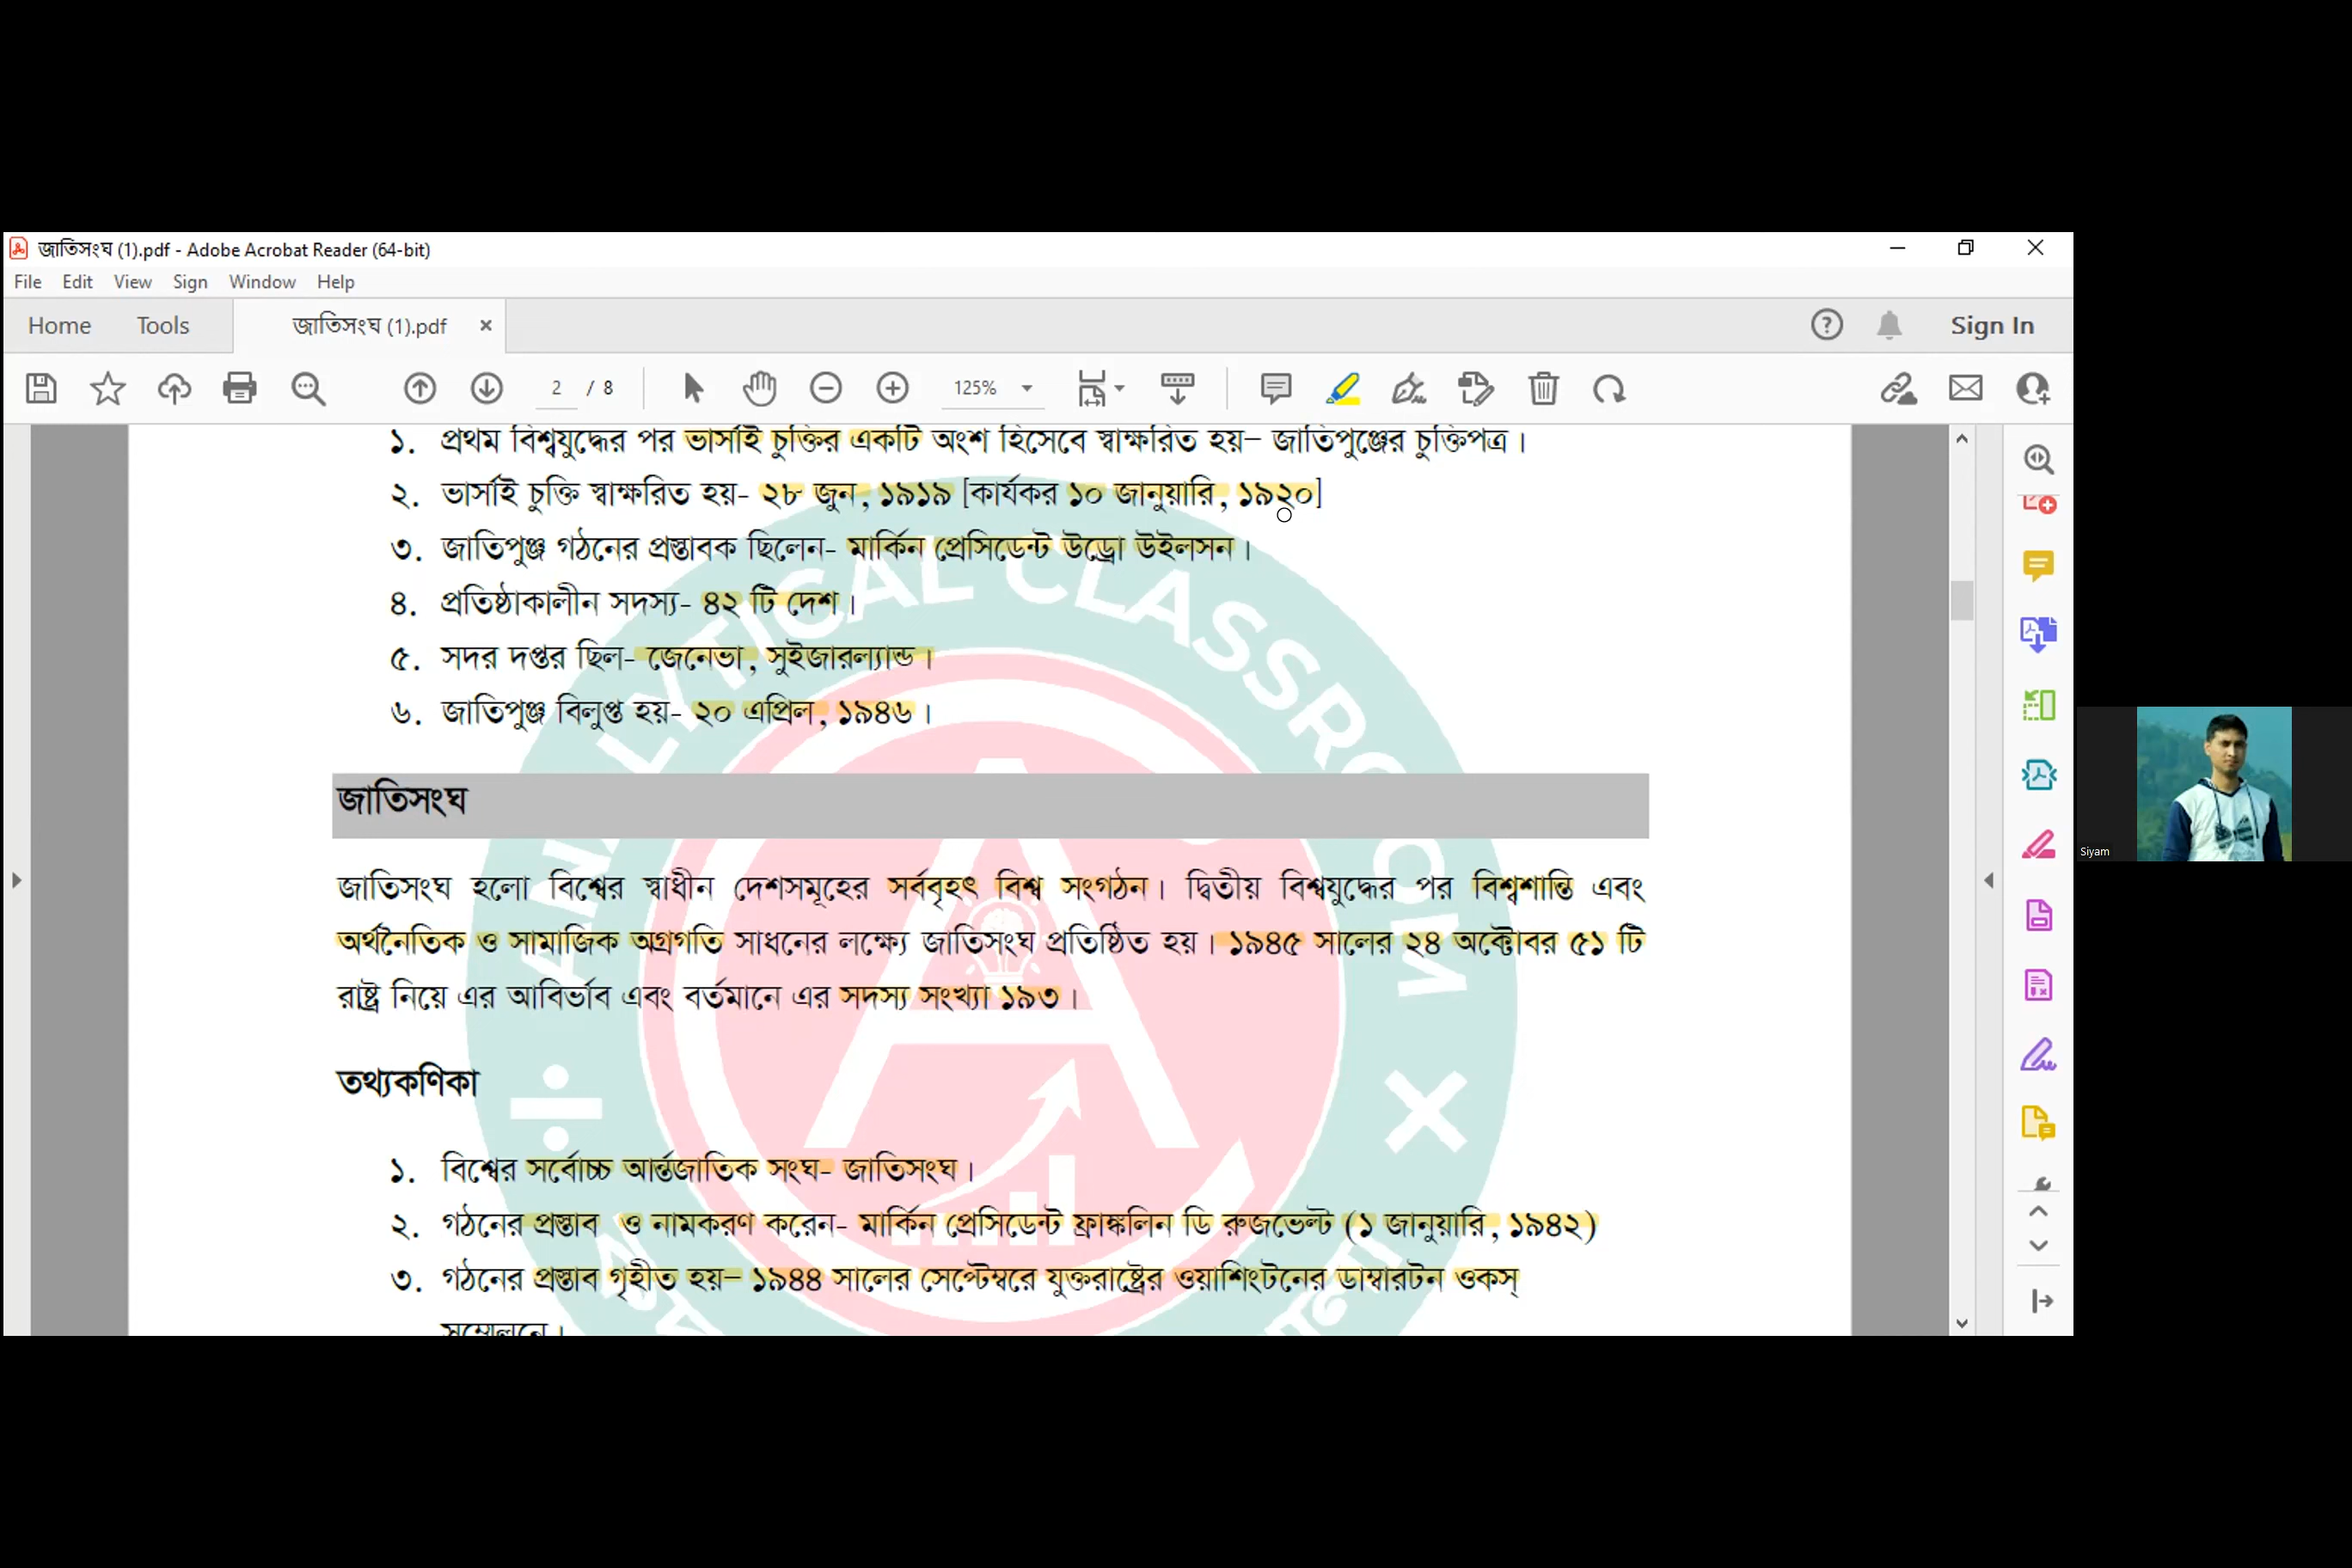 জাতিসংঘ (1).pdf - Adobe Acrobat Reader (64-bit)
File Edit View Sign Window Help
Home Tools জাতিসংঘ (1).pdf × Sign In
2 / 8 125%
১. প্রথম বিশ্বযুদ্ধের পর ভার্সাই চুক্তির একটি অংশ হিসেবে স্বাক্ষরিত হয়– জাতিপুঞ্জের চুক্তিপত্র।
২. ভার্সাই চুক্তি স্বাক্ষরিত হয়- ২৮ জুন, ১৯১৯ [কার্যকর ১০ জানুয়ারি, ১৯২০]
৩. জাতিপুঞ্জ গঠনের প্রস্তাবক ছিলেন- মার্কিন প্রেসিডেন্ট উড্রো উইলসন।
৪. প্রতিষ্ঠাকালীন সদস্য- ৪২ টি দেশ।
৫. সদর দপ্তর ছিল- জেনেভা, সুইজারল্যান্ড।
৬. জাতিপুঞ্জ বিলুপ্ত হয়- ২০ এপ্রিল, ১৯৪৬।
জাতিসংঘ
জাতিসংঘ হলো বিশ্বের স্বাধীন দেশসমূহের সর্ববৃহৎ বিশ্ব সংগঠন। দ্বিতীয় বিশ্বযুদ্ধের পর বিশ্বশান্তি এবং
অর্থনৈতিক ও সামাজিক অগ্রগতি সাধনের লক্ষ্যে জাতিসংঘ প্রতিষ্ঠিত হয়। ১৯৪৫ সালের ২৪ অক্টোবর ৫১ টি
রাষ্ট্র নিয়ে এর আবির্ভাব এবং বর্তমানে এর সদস্য সংখ্যা ১৯৩।
তথ্যকণিকা
১. বিশ্বের সর্বোচ্চ আর্ন্তজাতিক সংঘ- জাতিসংঘ।
২. গঠনের প্রস্তাব ও নামকরণ করেন- মার্কিন প্রেসিডেন্ট ফ্রাঙ্কলিন ডি রুজভেল্ট (১ জানুয়ারি, ১৯৪২)
৩. গঠনের প্রস্তাব গৃহীত হয়– ১৯৪৪ সালের সেপ্টেম্বরে যুক্তরাষ্ট্রের ওয়াশিংটনের ডাম্বারটন ওকস্
সম্মেলনে।
ANALYTICAL CLASSROOM
Siyam